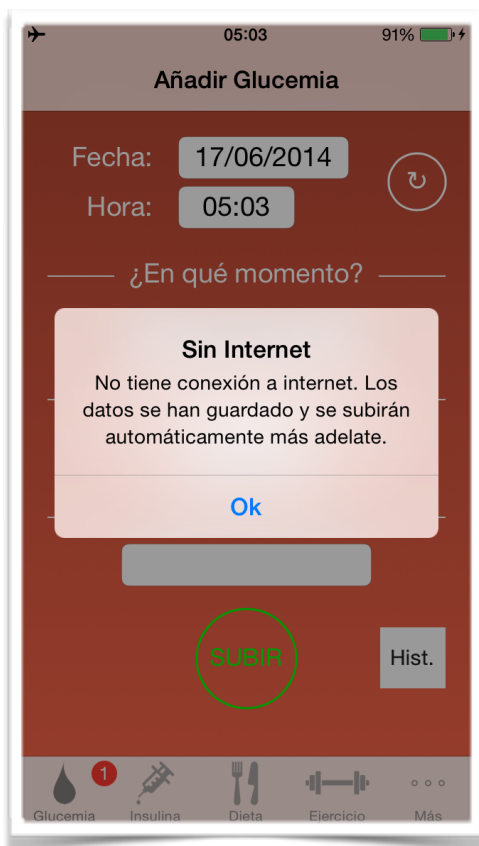 05:03
91%
Añadir Glucemia
Fecha: 17/06/2014
Hora: 05:03
¿En qué momento?
Sin Internet
No tiene conexión a internet. Los
datos se han guardado y se subirán
automáticamente más adelate.
Ok
SUBIR
Hist.
1
Glucemia Insulina Dieta Ejercicio Más